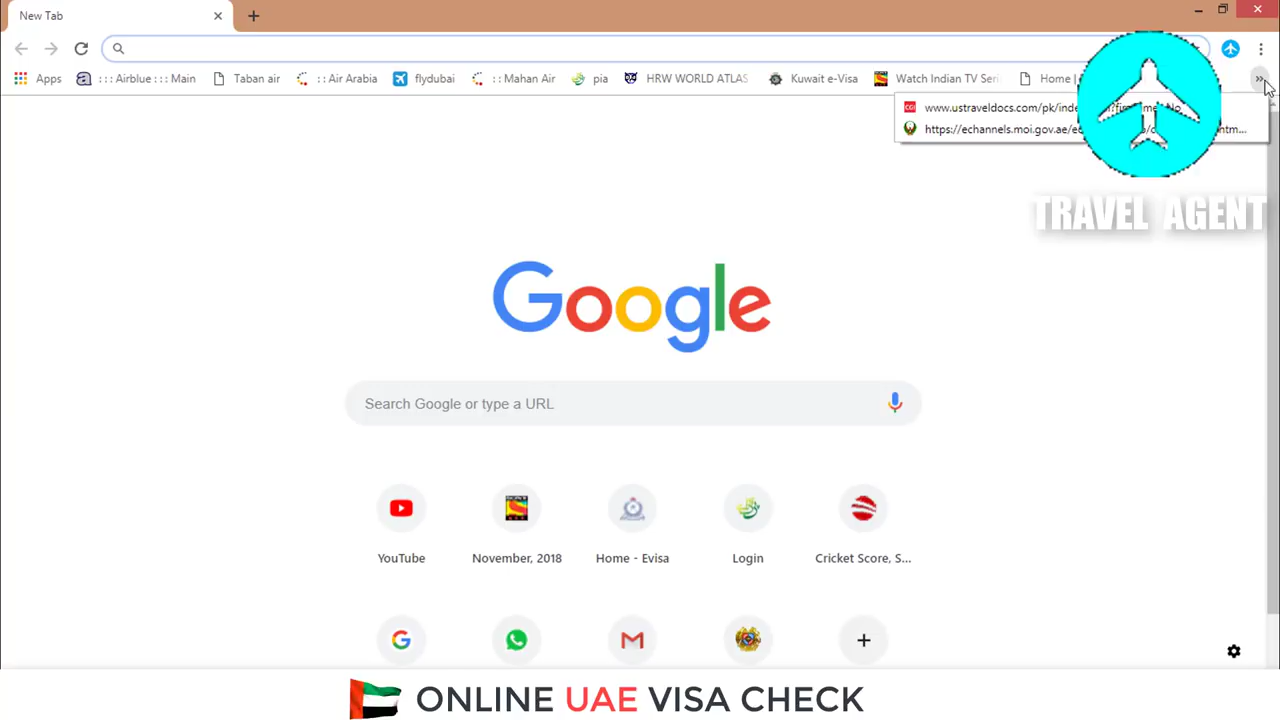 New Tab
Apps
::: Airblue ::: Main
Taban air
:: Air Arabia
flydubai
:: Mahan Air
pia
HRW WORLD ATLAS
Kuwait e-Visa
Watch Indian TV Seri
Home |
www.ustraveldocs.com/pk/inde
No
https://echannels.moi.gov.ae/e
ntm...
TRAVEL AGENT
Google
Search Google or type a URL
YouTube
November, 2018
Home - Evisa
Login
Cricket Score, S...
ONLINE UAE VISA CHECK